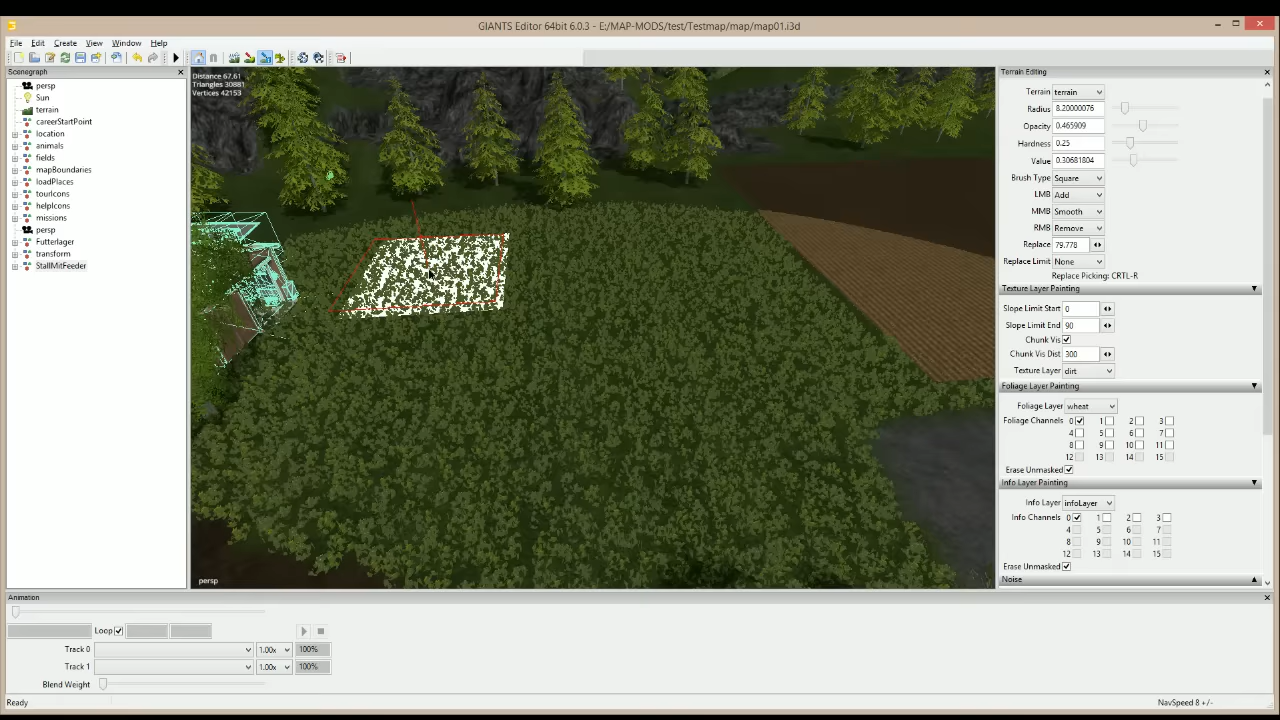 GIANTS Editor 64bit 6.0.3 - E:/MAP-MODS/test/Testmap/map/map01.i3d
File Edit Create View Window Help
Scenegraph
persp
Sun
terrain
careerStartPoint
location
animals
fields
mapBoundaries
loadPlaces
tourIcons
helpIcons
missions
persp
Futterlager
transform
StallMitFeeder
Distance 67.61
Triangles 30881
Vertices 42153
persp
Terrain Editing
Terrain terrain
Radius 8.20000076
Opacity 0.465909
Hardness 0.25
Value 0.30681804
Brush Type Square
LMB Add
MMB Smooth
RMB Remove
Replace 79.778
Replace Limit None
Replace Picking: CRTL-R
Texture Layer Painting
Slope Limit Start 0
Slope Limit End 90
Chunk Vis
Chunk Vis Dist 300
Texture Layer dirt
Foliage Layer Painting
Foliage Layer wheat
Foliage Channels 0 1 2 3
4 5 6 7
8 9 10 11
12 13 14 15
Erase Unmasked
Info Layer Painting
Info Layer infoLayer
Info Channels 0 1 2 3
4 5 6 7
8 9 10 11
12 13 14 15
Erase Unmasked
Noise
Animation
Loop
Track 0 1.00x 100%
Track 1 1.00x 100%
Blend Weight
Ready NavSpeed 8 +/-